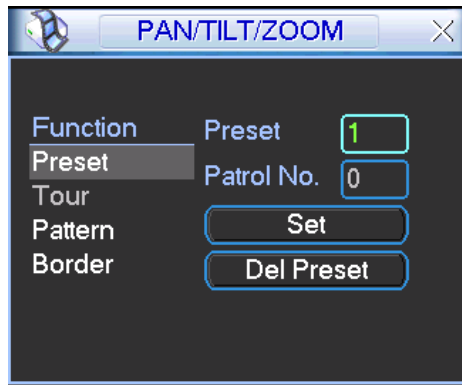 PAN/TILT/ZOOM
Function
Preset
Tour
Pattern
Border
Preset 1
Patrol No. 0
Set
Del Preset